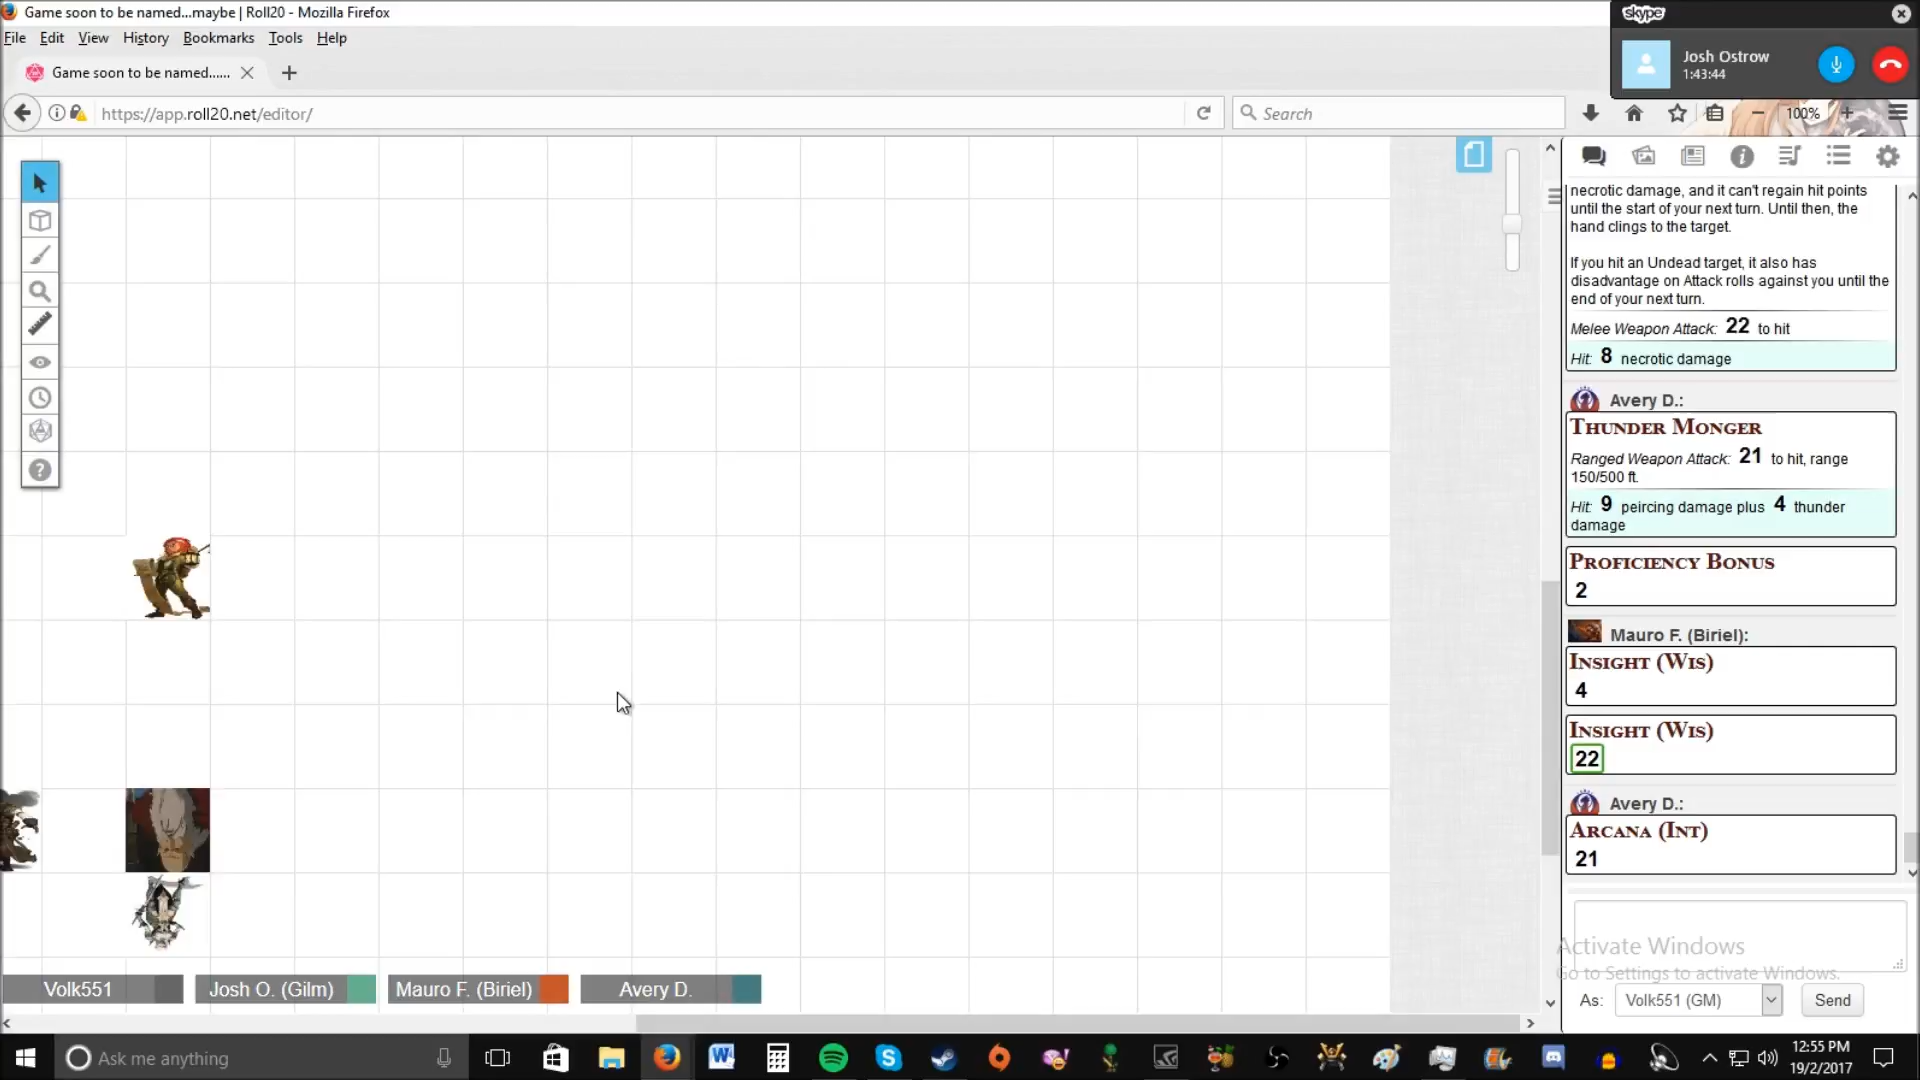 Game soon to be named...maybe | Roll20 - Mozilla Firefox
File Edit View History Bookmarks Tools Help
Game soon to be named......
https://app.roll20.net/editor/
Search
100%
skype
Josh Ostrow
1:43:44
necrotic damage, and it can't regain hit points
until the start of your next turn. Until then, the
hand clings to the target.
If you hit an Undead target, it also has
disadvantage on Attack rolls against you until the
end of your next turn.
Melee Weapon Attack: 22 to hit
Hit: 8 necrotic damage
Avery D.:
Thunder Monger
Ranged Weapon Attack: 21 to hit, range
150/500 ft.
Hit: 9 peircing damage plus 4 thunder
damage
Proficiency Bonus
2
Mauro F. (Biriel):
Insight (Wis)
4
Insight (Wis)
22
Avery D.:
Arcana (Int)
21
Activate Windows
Go to Settings to activate Windows.
As: Volk551 (GM) Send
Volk551 Josh O. (Gilm) Mauro F. (Biriel) Avery D.
Ask me anything
12:55 PM
19/2/2017